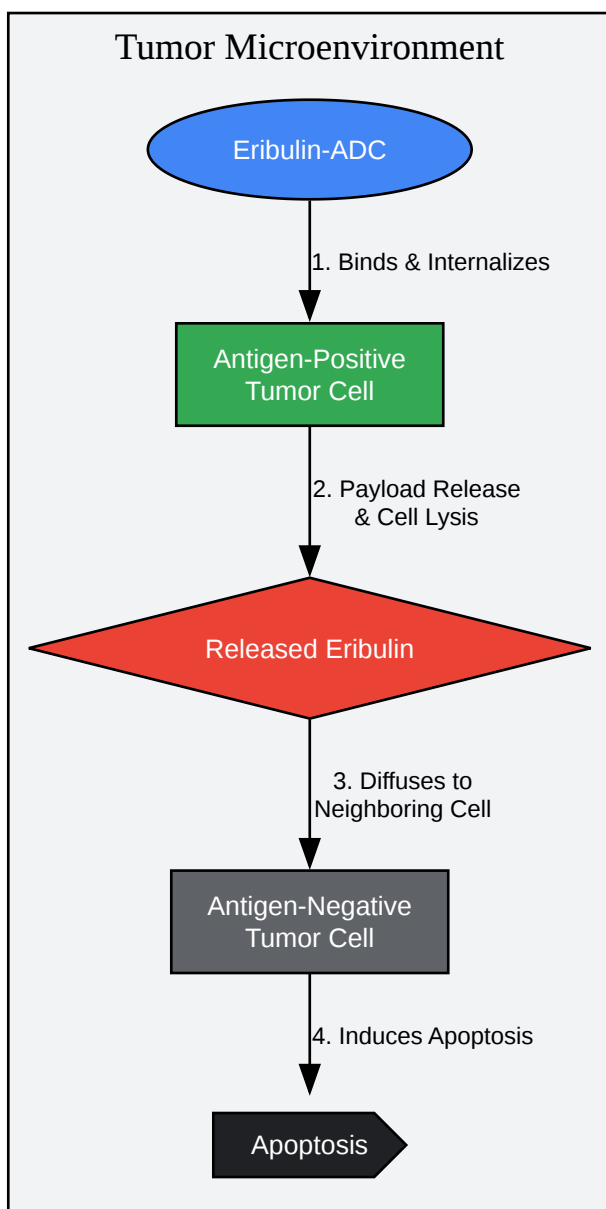 Tumor Microenvironment
Eribulin-ADC
1. Binds & Internalizes
Antigen-Positive
Tumor Cell
2. Payload Release
& Cell Lysis
Released Eribulin
3. Diffuses to
Neighboring Cell
Antigen-Negative
Tumor Cell
4. Induces Apoptosis
Apoptosis